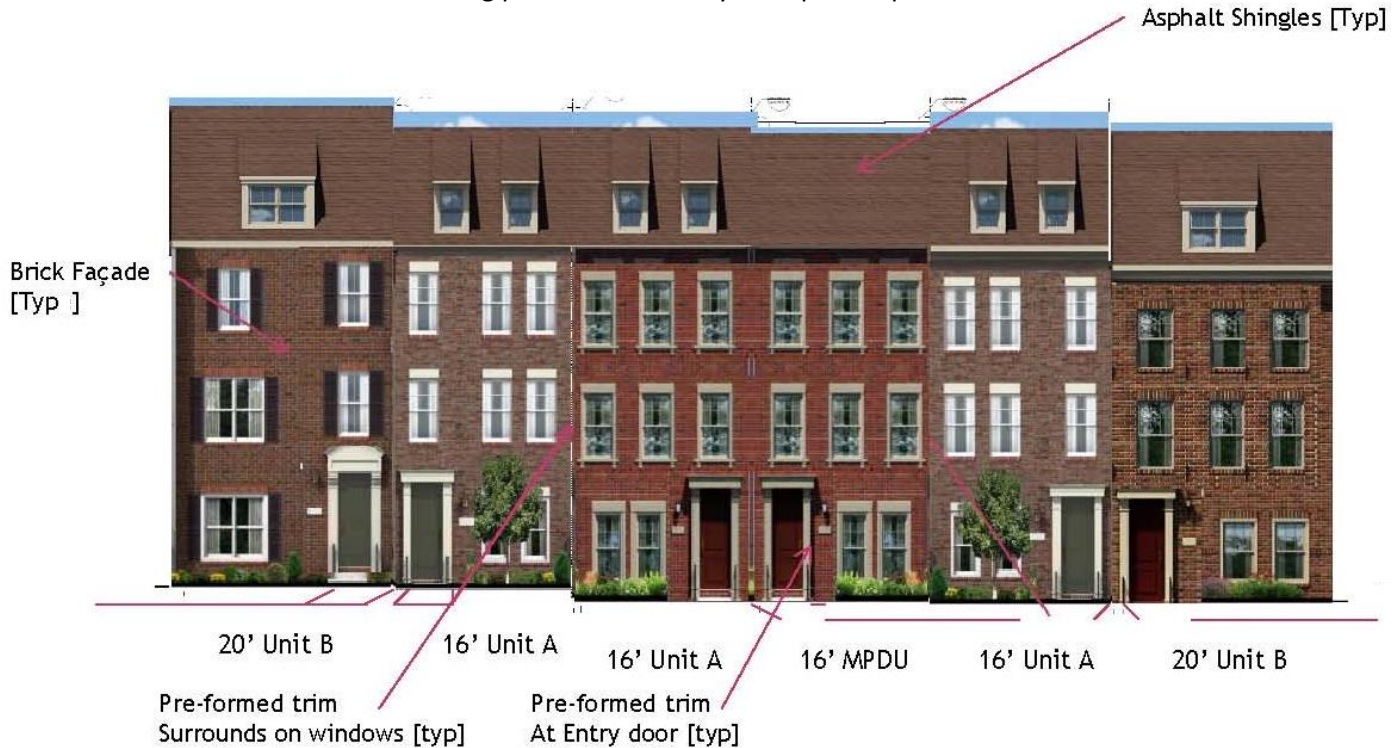 Asphalt Shingles [Typ]
Brick Façade
[Typ ]
20' Unit B
16' Unit A
16' Unit A
16' MPDU
16' Unit A
20' Unit B
Pre-formed trim
Surrounds on windows [typ]
Pre-formed trim
At Entry door [typ]